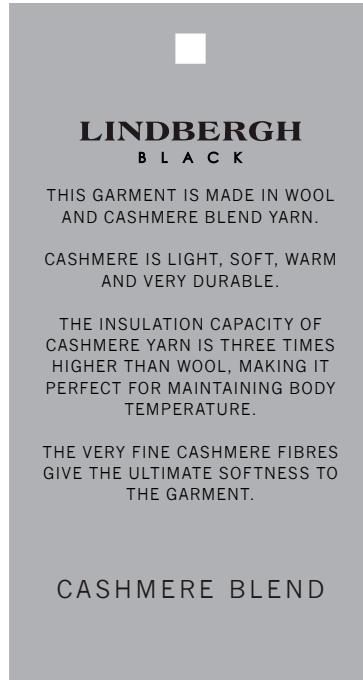 LINDBERGH
BLACK
THIS GARMENT IS MADE IN WOOL
AND CASHMERE BLEND YARN.
CASHMERE IS LIGHT, SOFT, WARM
AND VERY DURABLE.
THE INSULATION CAPACITY OF
CASHMERE YARN IS THREE TIMES
HIGHER THAN WOOL, MAKING IT
PERFECT FOR MAINTAINING BODY
TEMPERATURE.
THE VERY FINE CASHMERE FIBRES
GIVE THE ULTIMATE SOFTNESS TO
THE GARMENT.
CASHMERE BLEND